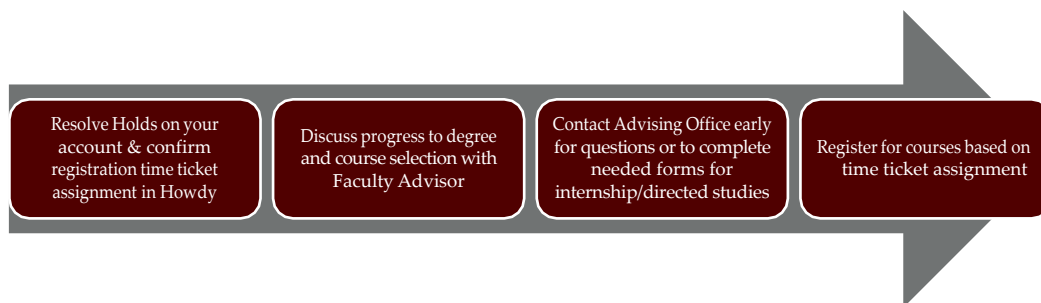 Resolve Holds on your
account & confirm
registration time ticket
assignment in Howdy
Discuss progress to degree
and course selection with
Faculty Advisor
Contact Advising Office early
for questions or to complete
needed forms for
internship/directed studies
Register for courses based on
time ticket assignment